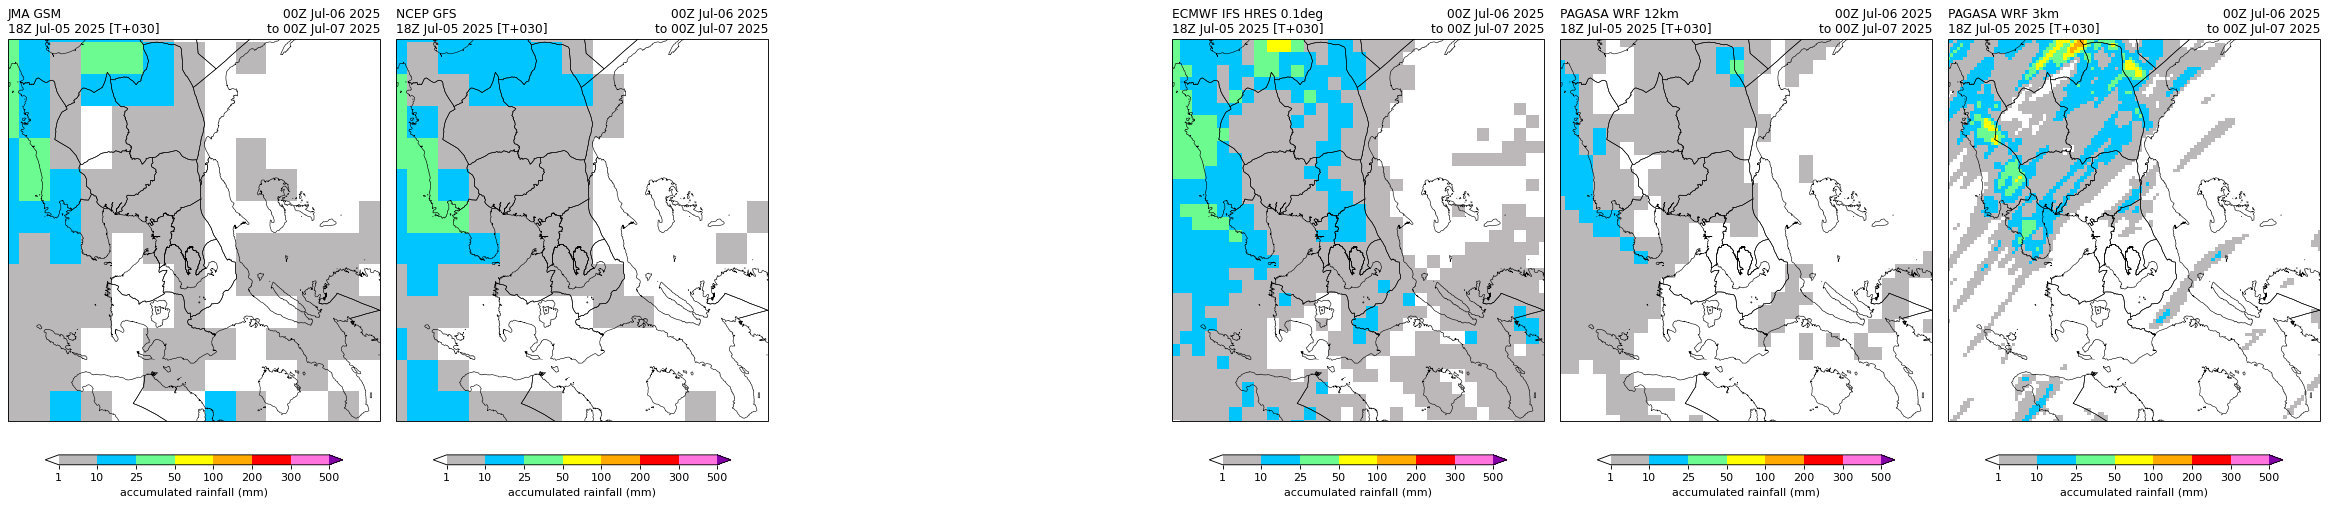 JMA GSM 00Z Jul-06 2025
18Z Jul-05 2025 [T+030] to 00Z Jul-07 2025
1 10 25 50 100 200 300 500
accumulated rainfall (mm)
NCEP GFS 00Z Jul-06 2025
18Z Jul-05 2025 [T+030] to 00Z Jul-07 2025
1 10 25 50 100 200 300 500
accumulated rainfall (mm)
ECMWF IFS HRES 0.1deg 00Z Jul-06 2025
18Z Jul-05 2025 [T+030] to 00Z Jul-07 2025
1 10 25 50 100 200 300 500
accumulated rainfall (mm)
PAGASA WRF 12km 00Z Jul-06 2025
18Z Jul-05 2025 [T+030] to 00Z Jul-07 2025
1 10 25 50 100 200 300 500
accumulated rainfall (mm)
PAGASA WRF 3km 00Z Jul-06 2025
18Z Jul-05 2025 [T+030] to 00Z Jul-07 2025
1 10 25 50 100 200 300 500
accumulated rainfall (mm)